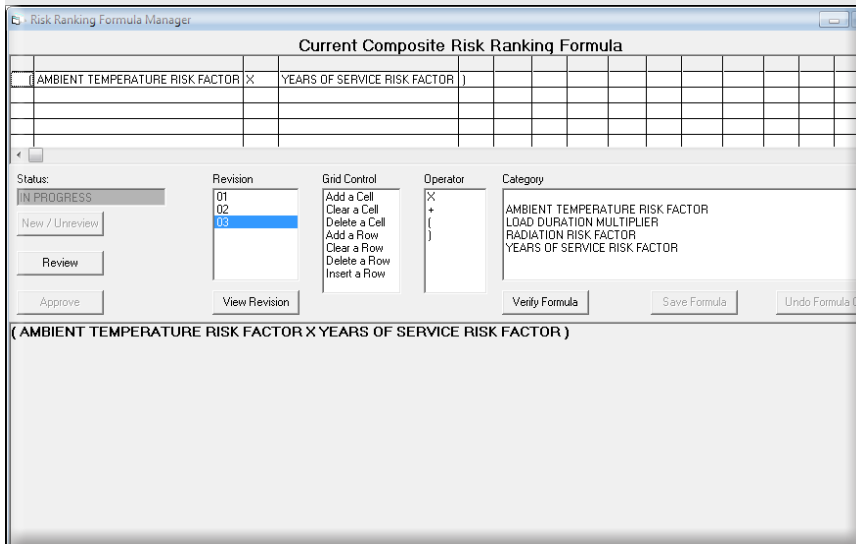 Risk Ranking Formula Manager
Current Composite Risk Ranking Formula
( AMBIENT TEMPERATURE RISK FACTOR X YEARS OF SERVICE RISK FACTOR )
Status:
IN PROGRESS
New / Unreview
Review
Approve
Revision
01
02
03
View Revision
Grid Control
Add a Cell
Clear a Cell
Delete a Cell
Add a Row
Clear a Row
Delete a Row
Insert a Row
Operator
X
+
(
)
Category
AMBIENT TEMPERATURE RISK FACTOR
LOAD DURATION MULTIPLIER
RADIATION RISK FACTOR
YEARS OF SERVICE RISK FACTOR
Verify Formula
Save Formula
Undo Formula
( AMBIENT TEMPERATURE RISK FACTOR X YEARS OF SERVICE RISK FACTOR )